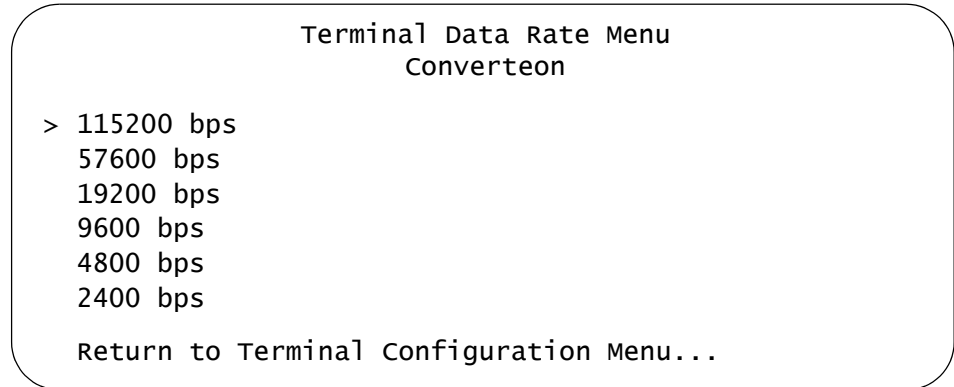 Terminal Data Rate Menu
Converteon
> 115200 bps
57600 bps
19200 bps
9600 bps
4800 bps
2400 bps
Return to Terminal Configuration Menu...